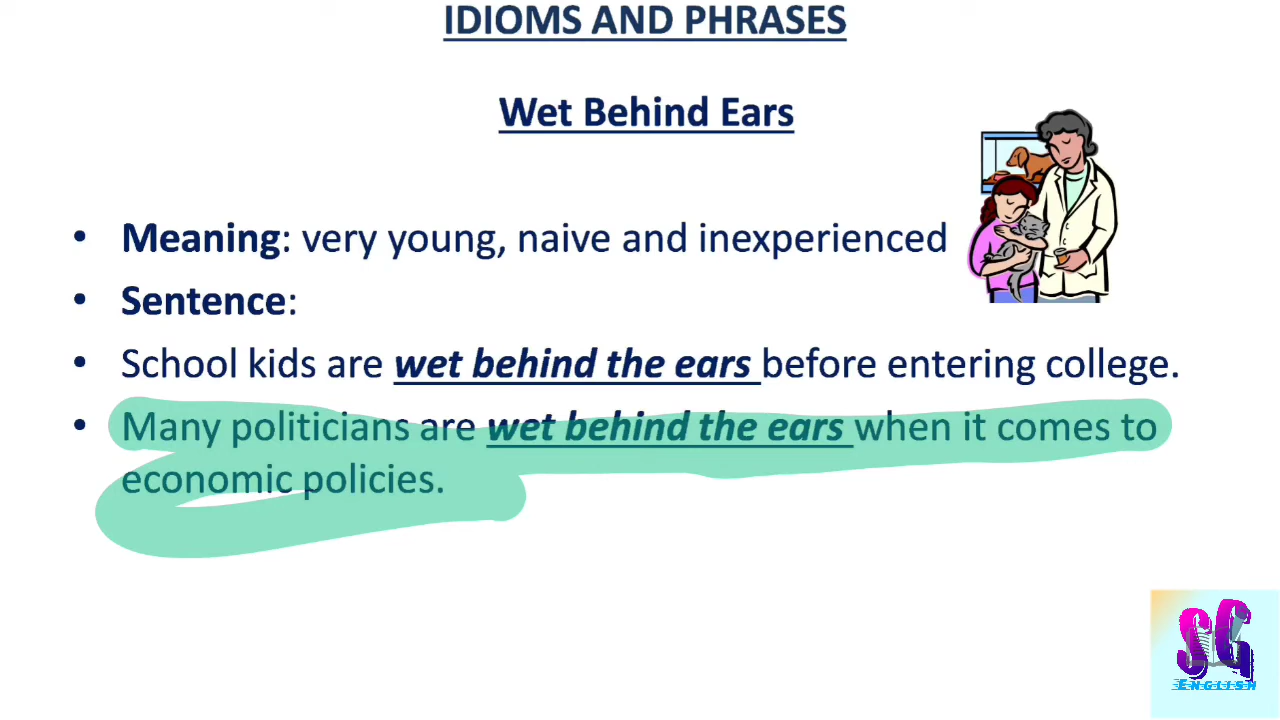 IDIOMS AND PHRASES
Wet Behind Ears
• Meaning: very young, naive and inexperienced
• Sentence:
• School kids are wet behind the ears before entering college.
• Many politicians are wet behind the ears when it comes to
economic policies.
SG
ENGLISH